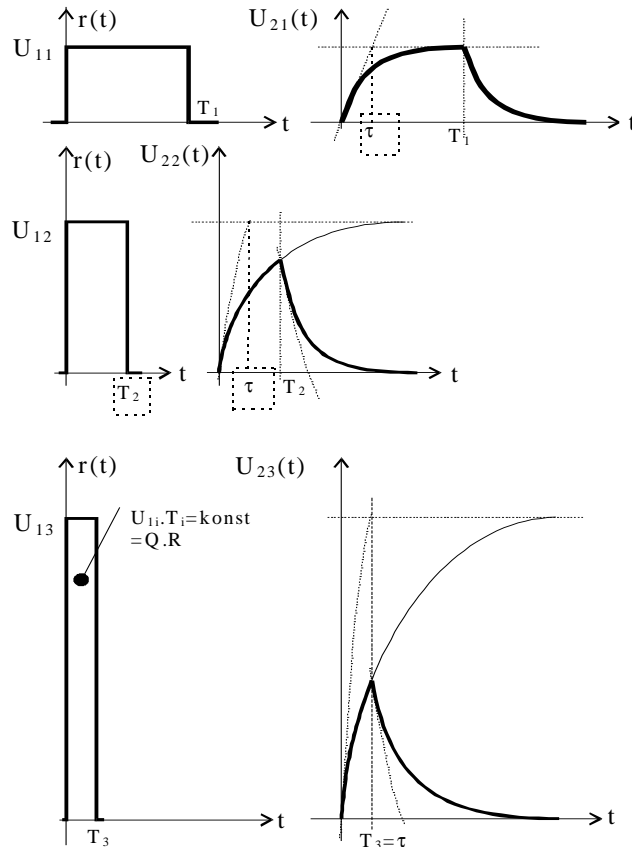 r(t)
U₁₁
T₁
t
U₂₁(t)
τ
T₁
t
r(t)
U₁₂
T₂
t
U₂₂(t)
τ
T₂
t
r(t)
U₁₃
U₁ᵢ.Tᵢ=konst
=Q.R
T₃
t
U₂₃(t)
T₃=τ
t